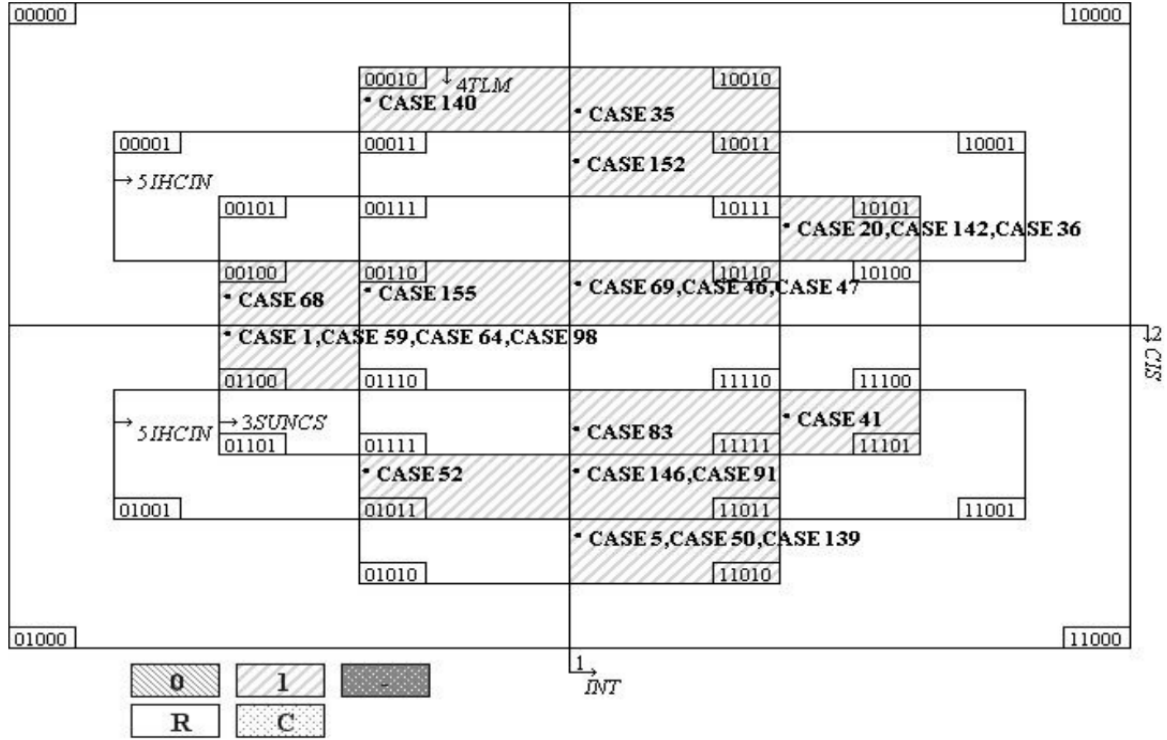 00000 10000
00010 4TLM 10010
CASE 140 CASE 35
00001 00011 10011 10001
CASE 152
5IHCIN
00101 00111 10111 10101
CASE 20,CASE 142,CASE 36
00100 00110 10110 10100
CASE 68 CASE 155 CASE 69,CASE 46,CASE 47
CASE 1,CASE 59,CASE 64,CASE 98 2
CIS
01100 01110 11110 11100
5IHCIN 3SUNCS CASE 83 CASE 41
01101 01111 11111 11101
CASE 52 CASE 146,CASE 91
01001 01011 11011 11001
CASE 5,CASE 50,CASE 139
01010 11010
01000 11000
1
INT
0 1 -
R C